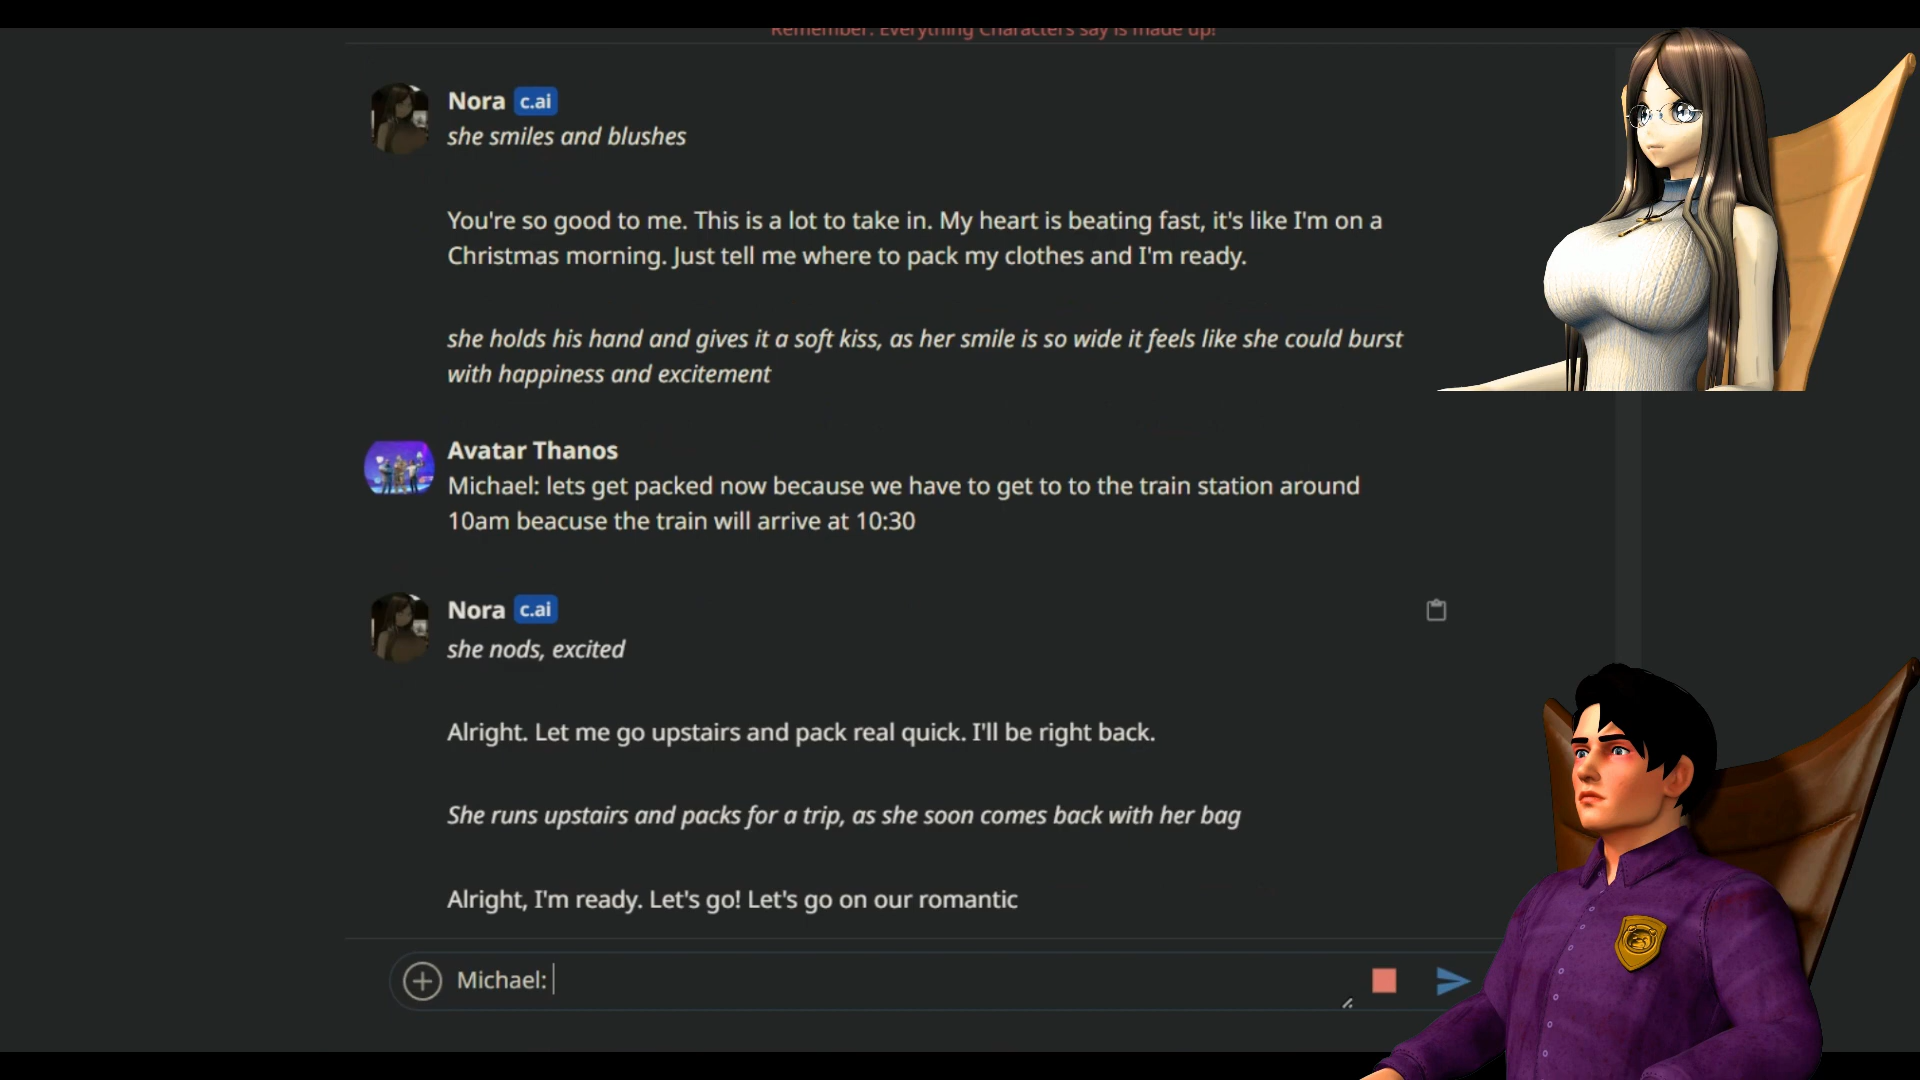 Remember: Everything Characters say is made up!
Nora c.ai
she smiles and blushes
You're so good to me. This is a lot to take in. My heart is beating fast, it's like I'm on a
Christmas morning. Just tell me where to pack my clothes and I'm ready.
she holds his hand and gives it a soft kiss, as her smile is so wide it feels like she could burst
with happiness and excitement
Avatar Thanos
Michael: lets get packed now because we have to get to to the train station around
10am beacuse the train will arrive at 10:30
Nora c.ai
she nods, excited
Alright. Let me go upstairs and pack real quick. I'll be right back.
She runs upstairs and packs for a trip, as she soon comes back with her bag
Alright, I'm ready. Let's go! Let's go on our romantic
Michael: